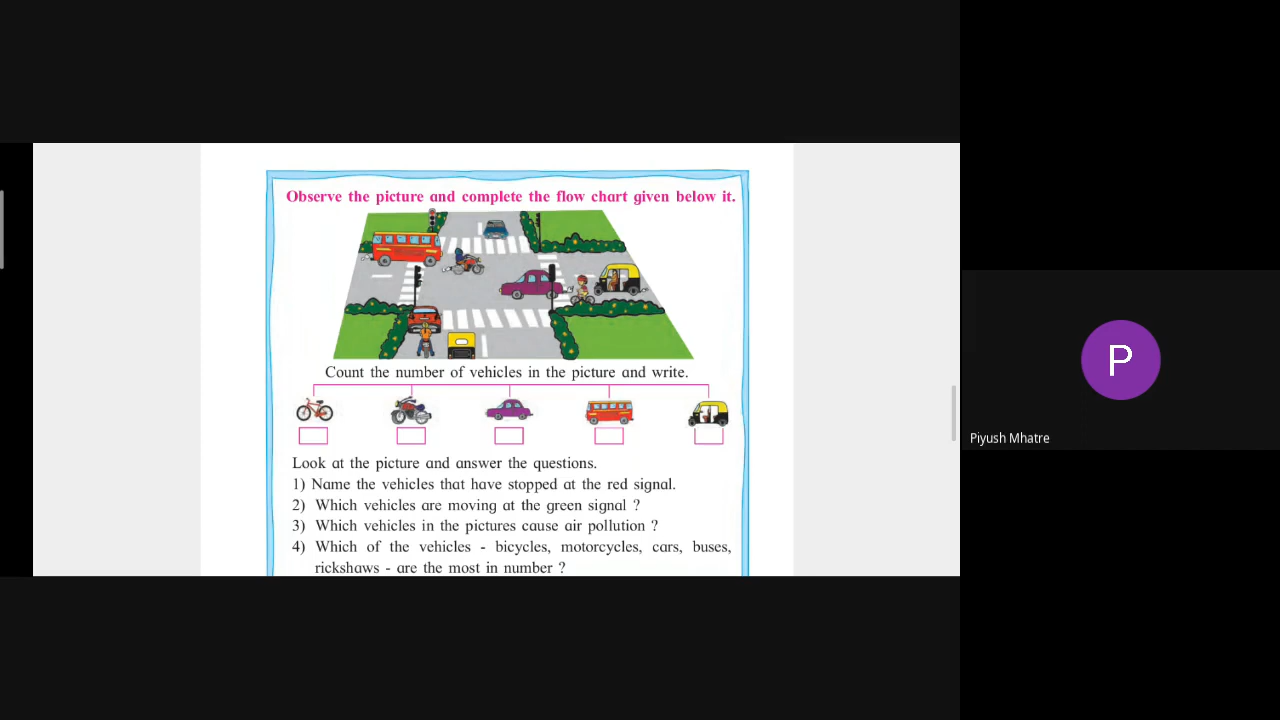 Observe the picture and complete the flow chart given below it.
Count the number of vehicles in the picture and write.
Look at the picture and answer the questions.
1) Name the vehicles that have stopped at the red signal.
2) Which vehicles are moving at the green signal ?
3) Which vehicles in the pictures cause air pollution ?
4) Which of the vehicles - bicycles, motorcycles, cars, buses,
rickshaws - are the most in number ?
P
Piyush Mhatre